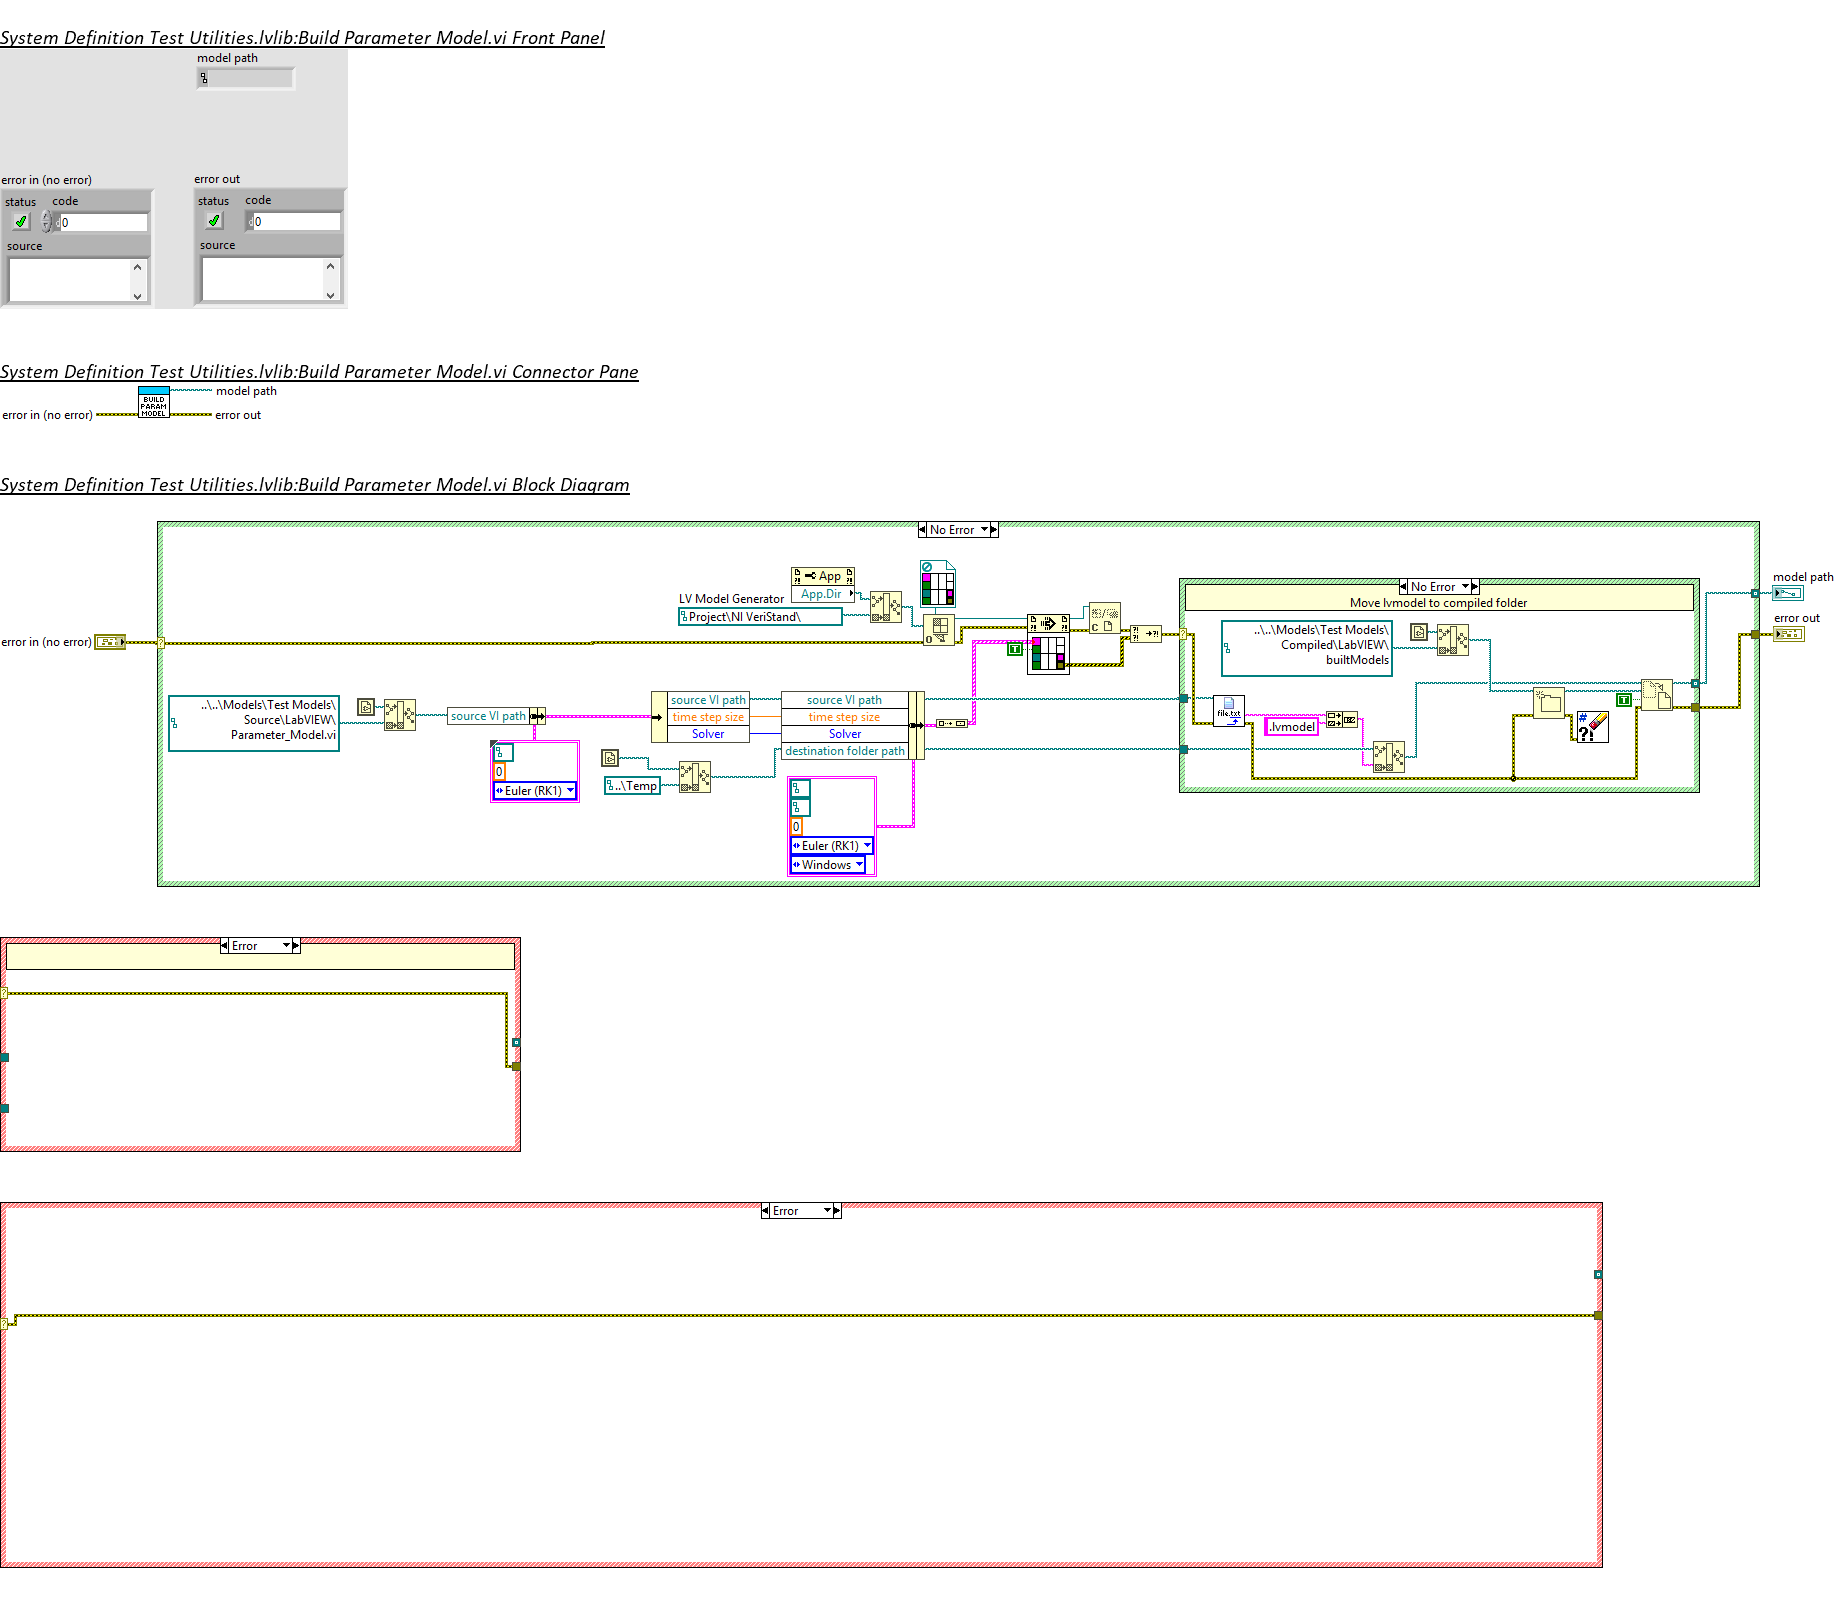 System Definition Test Utilities.lvlib:Build Parameter Model.vi Front Panel
model path
error in (no error)
error out
status code
status code
0
0
source
source
System Definition Test Utilities.lvlib:Build Parameter Model.vi Connector Pane
BUILD
PARAM
MODEL
model path
error in (no error)
error out
System Definition Test Utilities.lvlib:Build Parameter Model.vi Block Diagram
No Error
App
App.Dir
LV Model Generator
Project\NI VeriStand\
No Error
Move lvmodel to compiled folder
model path
error out
error in (no error)
T
..\..\Models\Test Models\
Compiled\LabVIEW\
builtModels
..\..\Models\Test Models\
Source\LabVIEW\
Parameter_Model.vi
source VI path
source VI path
time step size
Solver
source VI path
time step size
Solver
destination folder path
file.txt
.lvmodel
T
#
?!
0
Euler (RK1)
..\Temp
0
Euler (RK1)
Windows
Error
Error